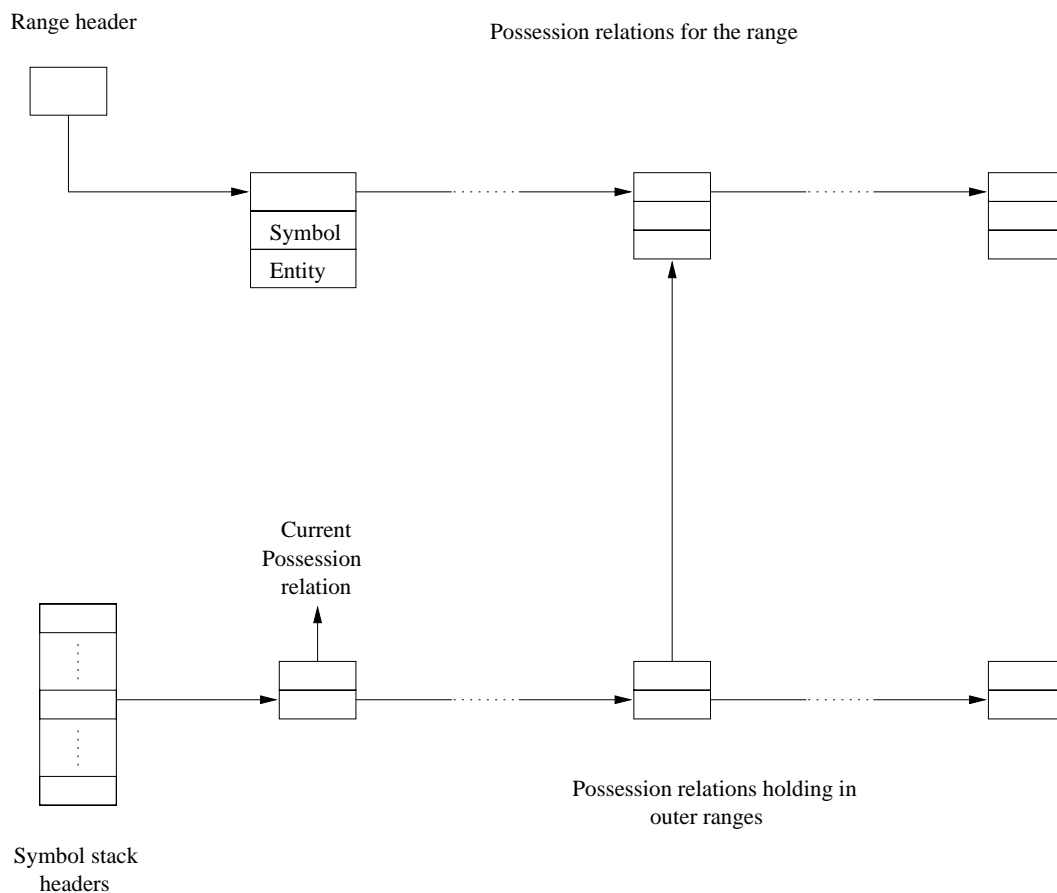 Range header
Possession relations for the range
Symbol
Entity
Current
Possession
relation
Possession relations holding in
outer ranges
Symbol stack
headers